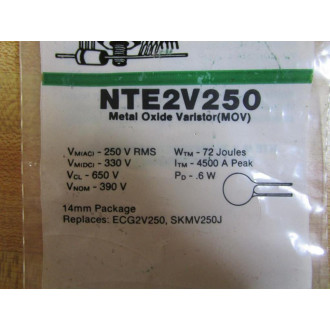 NTE2V250
Metal Oxide Varistor(MOV)
VM(AC) - 250 V RMS
VM(DC) - 330 V
VCL - 650 V
VNOM - 390 V
WTM - 72 Joules
ITM - 4500 A Peak
PD - .6 W
14mm Package
Replaces: ECG2V250, SKMV250J